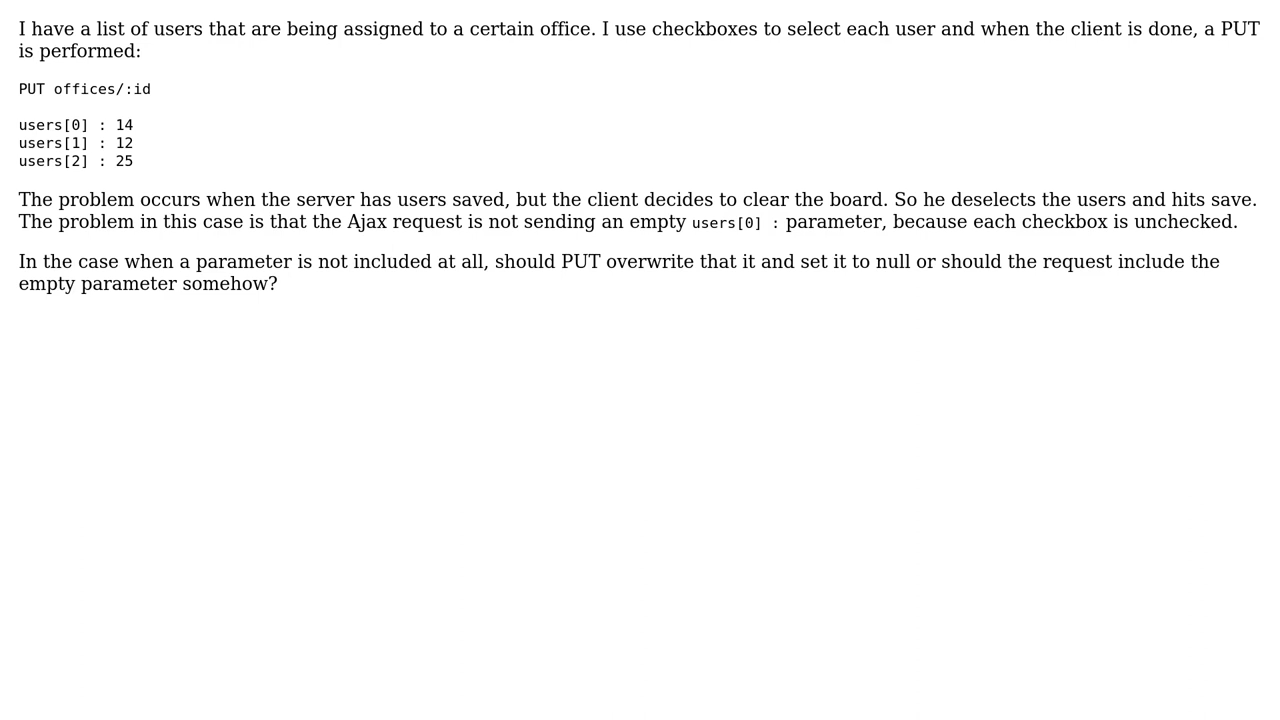 I have a list of users that are being assigned to a certain office. I use checkboxes to select each user and when the client is done, a PUT
is performed:
PUT offices/:id
users[0] : 14
users[1] : 12
users[2] : 25
The problem occurs when the server has users saved, but the client decides to clear the board. So he deselects the users and hits save.
The problem in this case is that the Ajax request is not sending an empty users[0] : parameter, because each checkbox is unchecked.
In the case when a parameter is not included at all, should PUT overwrite that it and set it to null or should the request include the
empty parameter somehow?